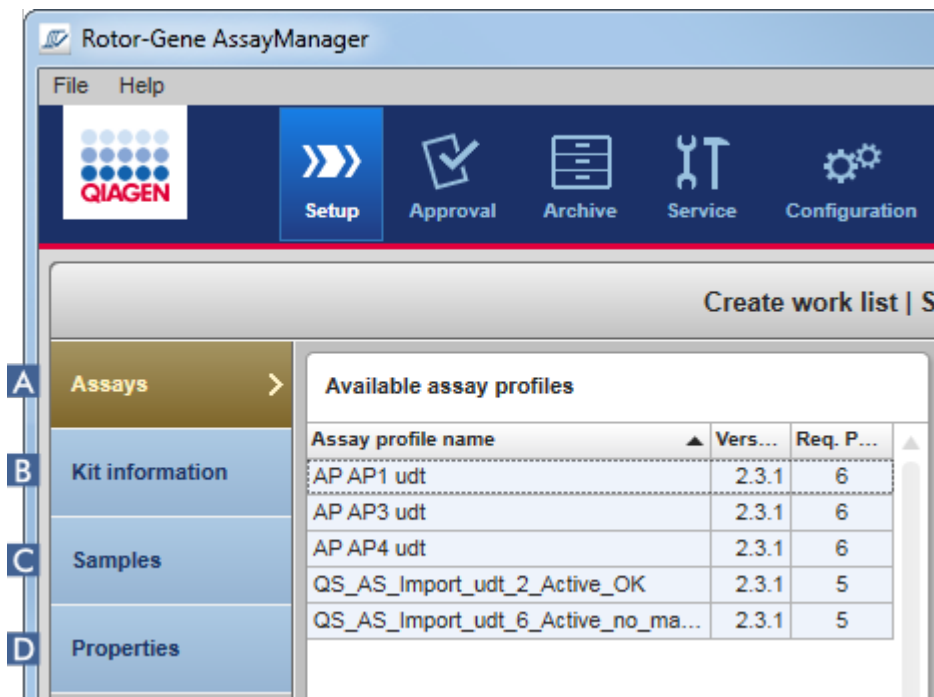 Rotor-Gene AssayManager
File Help
QIAGEN
Setup Approval Archive Service Configuration
Create work list | S
A Assays
Available assay profiles
Assay profile name Vers... Req. P...
B Kit information
AP AP1 udt 2.3.1 6
AP AP3 udt 2.3.1 6
C Samples
AP AP4 udt 2.3.1 6
QS_AS_Import_udt_2_Active_OK 2.3.1 5
QS_AS_Import_udt_6_Active_no_ma... 2.3.1 5
D Properties